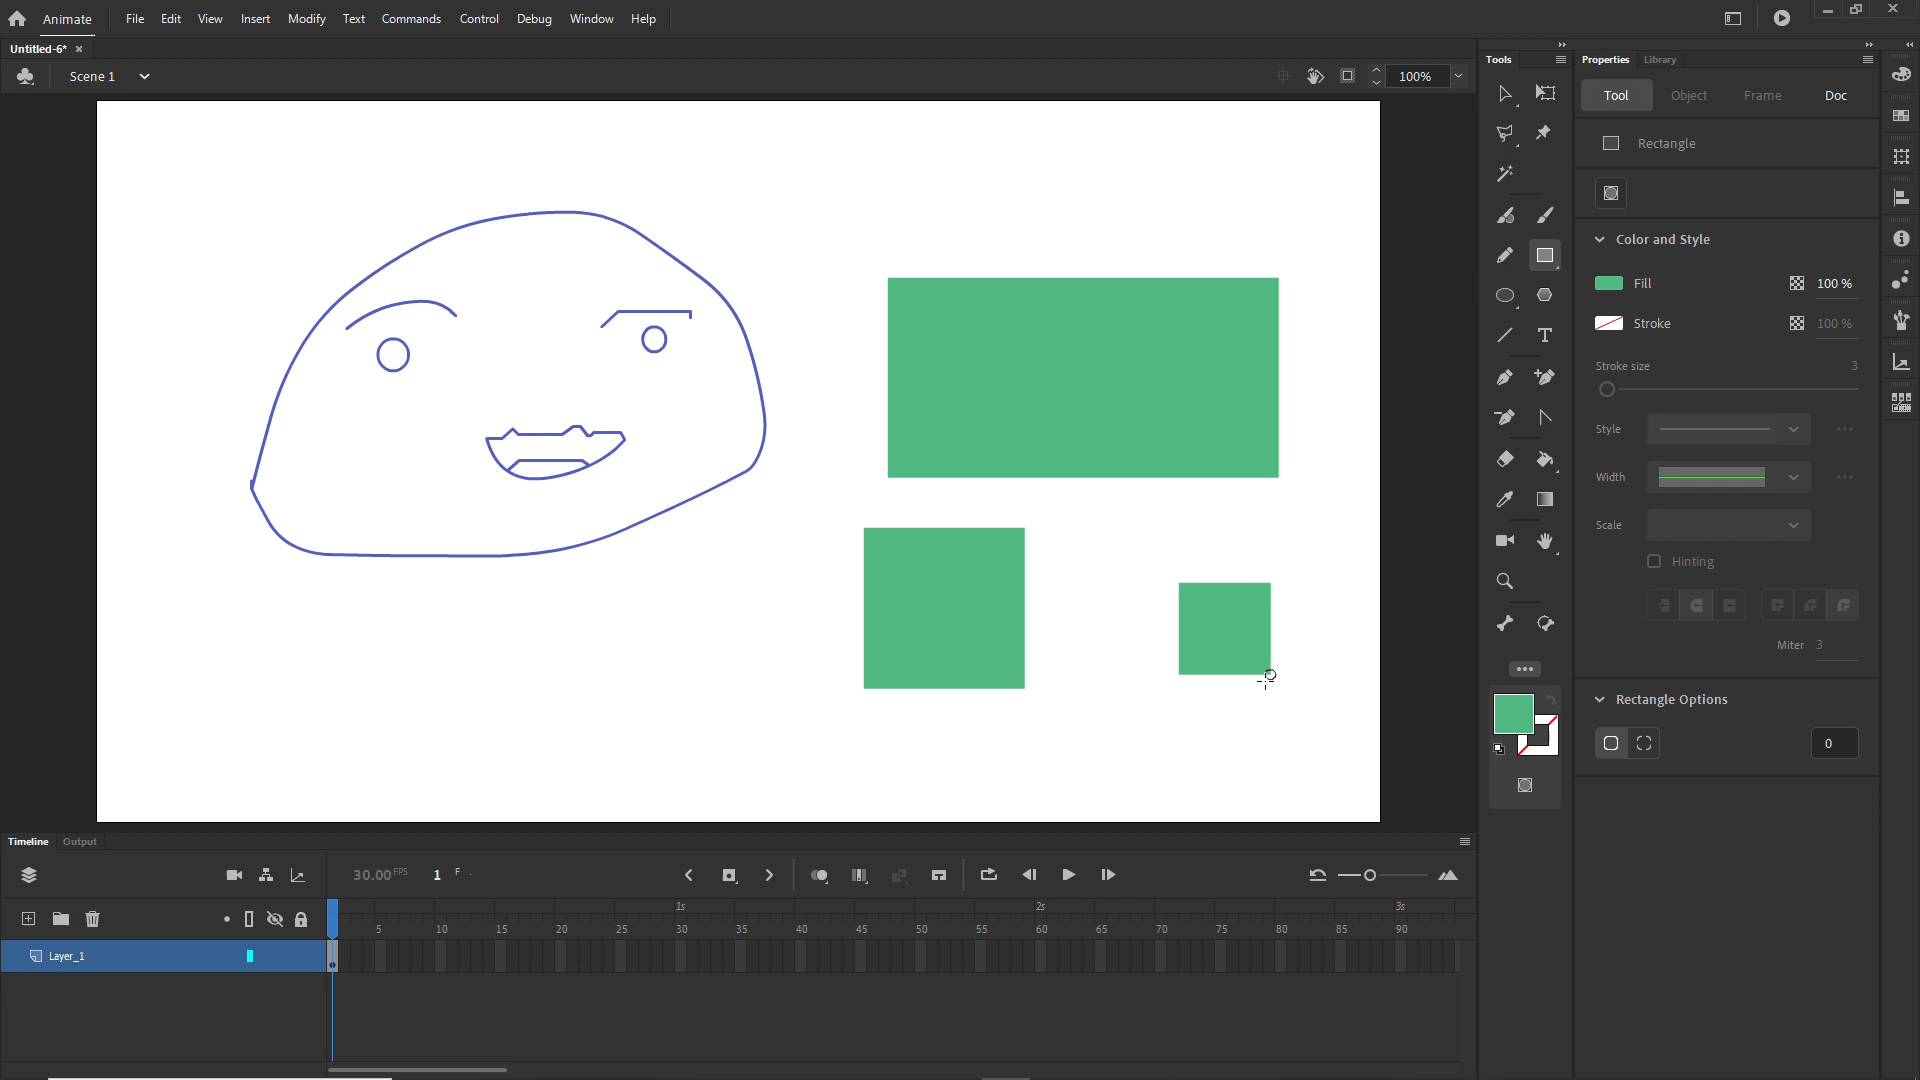 Animate File Edit View Insert Modify Text Commands Control Debug Window Help
Untitled-6*
Scene 1
100%
Tools
Properties Library
Tool Object Frame Doc
Rectangle
Color and Style
Fill 100 %
Stroke 100 %
Stroke size 3
Style
Width
Scale
Hinting
Miter 3
Rectangle Options
0
Timeline Output
30.00 FPS 1 F
1s 2s 3s
5 10 15 20 25 30 35 40 45 50 55 60 65 70 75 80 85 90
Layer_1